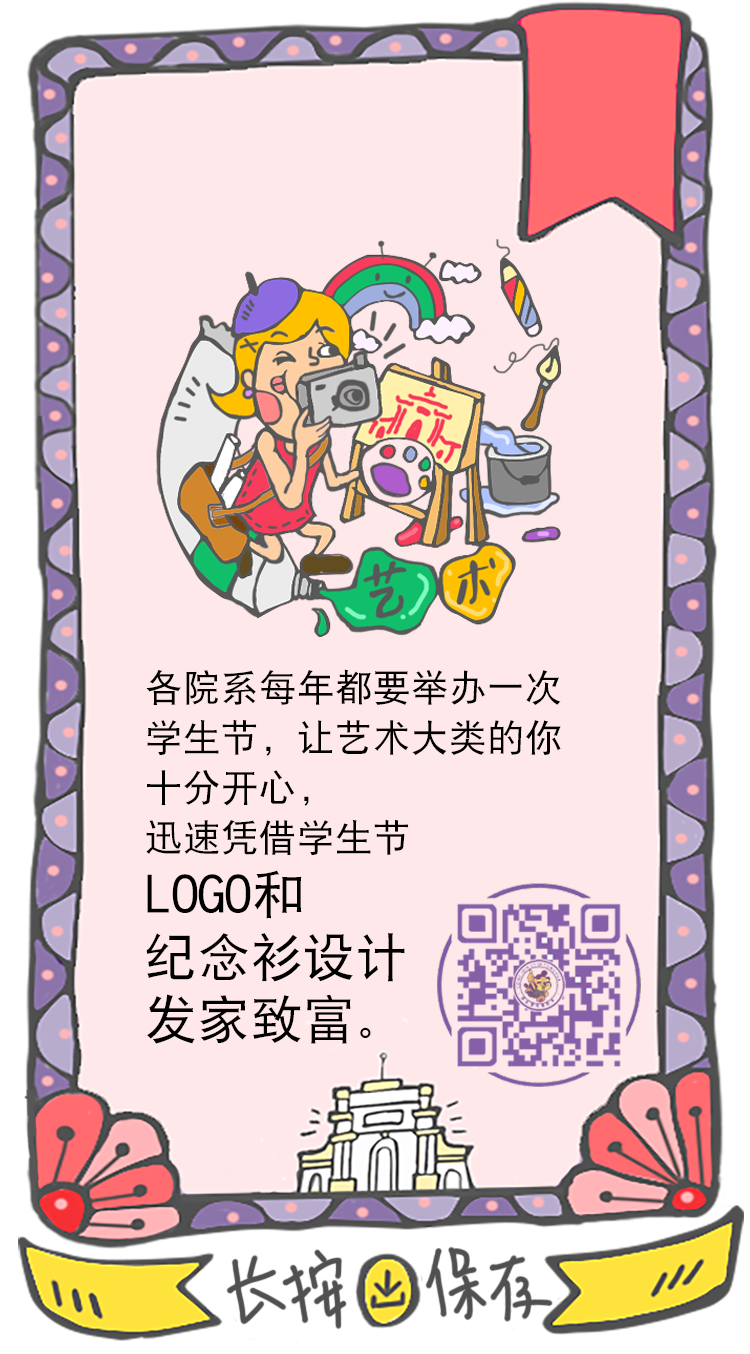 艺术
各院系每年都要举办一次
学生节，让艺术大类的你
十分开心，
迅速凭借学生节
LOGO和
纪念衫设计
发家致富。
长按保存